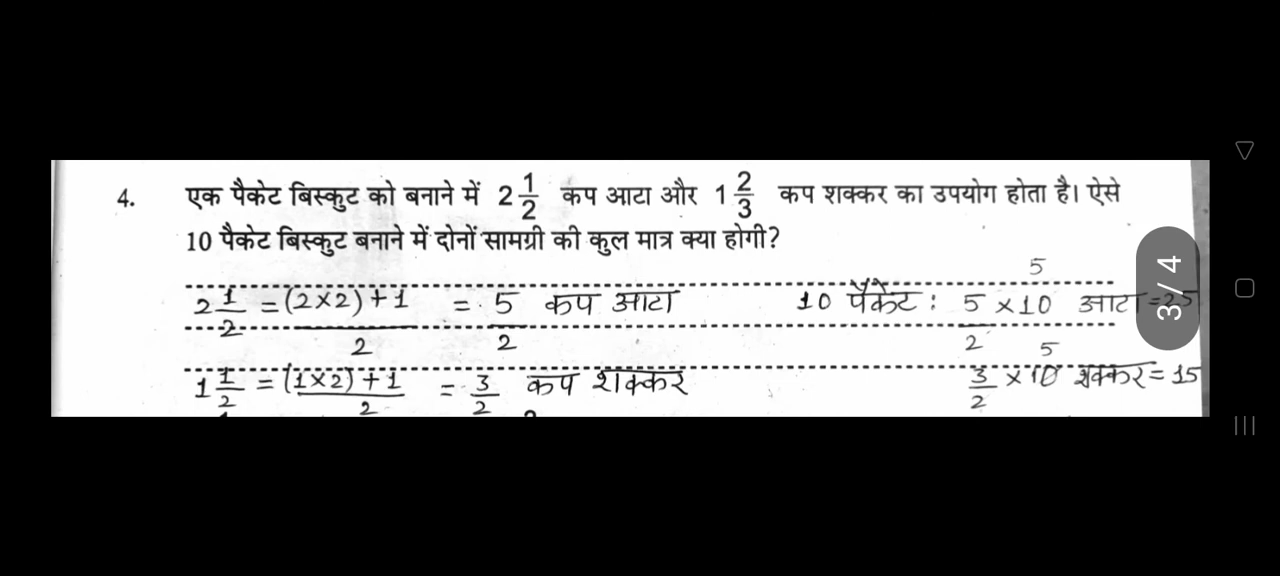 4. एक पैकेट बिस्कुट को बनाने में 2 1/2 कप आटा और 1 2/3 कप शक्कर का उपयोग होता है। ऐसे
10 पैकेट बिस्कुट बनाने में दोनों सामग्री की कुल मात्र क्या होगी?
2 1/2 = (2×2)+1/2 = 5/2 कप आटा 10 पैकेट : 5/2 ×10 5 आटा =25
1 1/2 = (1×2)+1/2 = 3/2 कप शक्कर 3/2 ×10 5 शक्कर = 15
3/4